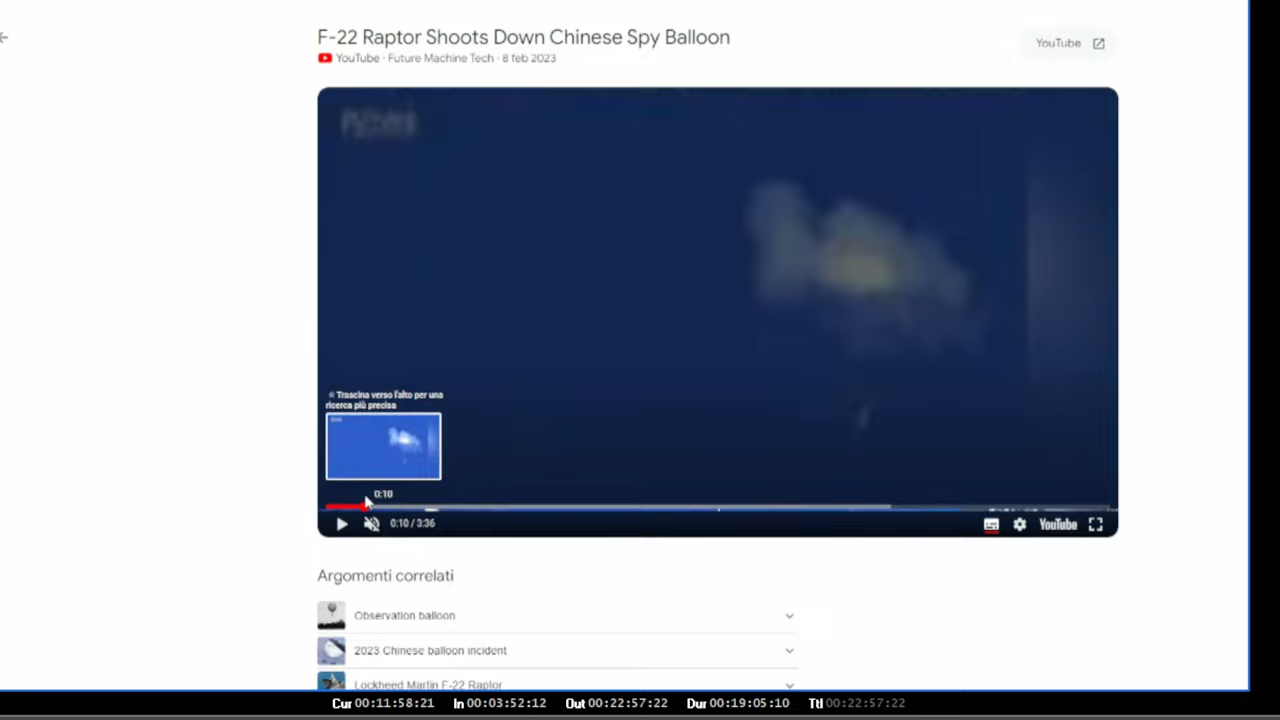 F-22 Raptor Shoots Down Chinese Spy Balloon
YouTube · Future Machine Tech · 8 feb 2023
YouTube
Trascina verso l'alto per una
ricerca più precisa
0:10
0:10 / 3:36
YouTube
Argomenti correlati
Observation balloon
2023 Chinese balloon incident
Lockheed Martin F-22 Raptor
Cur 00:11:58:21 In 00:03:52:12 Out 00:22:57:22 Dur 00:19:05:10 Ttl 00:22:57:22